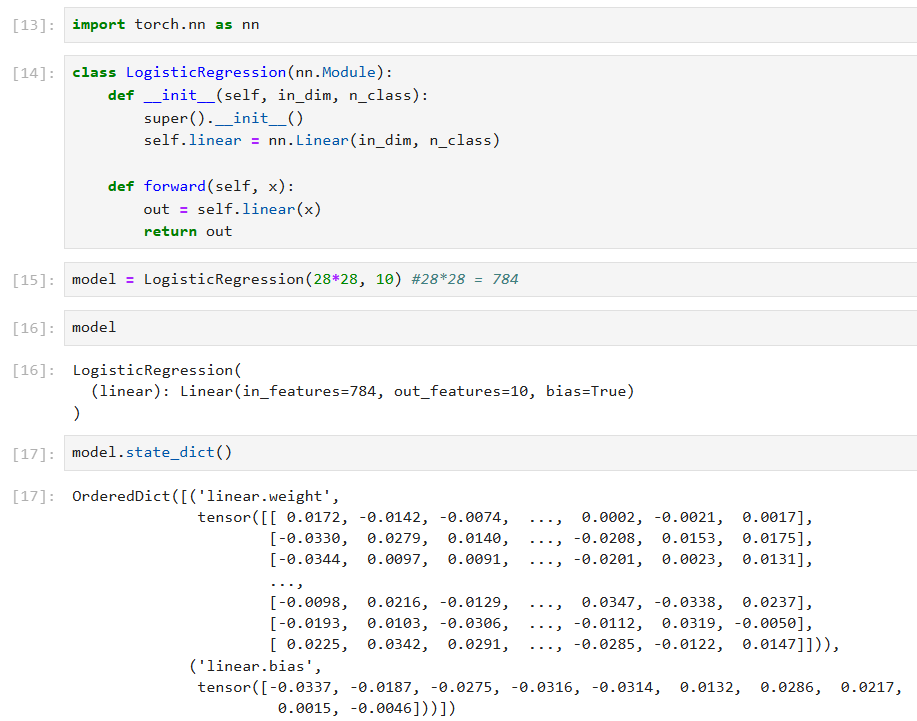 [13]: import torch.nn as nn
[14]: class LogisticRegression(nn.Module):
    def __init__(self, in_dim, n_class):
        super().__init__()
        self.linear = nn.Linear(in_dim, n_class)
    def forward(self, x):
        out = self.linear(x)
        return out
[15]: model = LogisticRegression(28*28, 10) #28*28 = 784
[16]: model
[16]: LogisticRegression(
  (linear): Linear(in_features=784, out_features=10, bias=True)
)
[17]: model.state_dict()
[17]: OrderedDict([('linear.weight',
              tensor([[ 0.0172, -0.0142, -0.0074,  ...,  0.0002, -0.0021,  0.0017],
                      [-0.0330,  0.0279,  0.0140,  ..., -0.0208,  0.0153,  0.0175],
                      [-0.0344,  0.0097,  0.0091,  ..., -0.0201,  0.0023,  0.0131],
                      ...,
                      [-0.0098,  0.0216, -0.0129,  ...,  0.0347, -0.0338,  0.0237],
                      [-0.0193,  0.0103, -0.0306,  ..., -0.0112,  0.0319, -0.0050],
                      [ 0.0225,  0.0342,  0.0291,  ..., -0.0285, -0.0122,  0.0147]])),
             ('linear.bias',
              tensor([-0.0337, -0.0187, -0.0275, -0.0316, -0.0314,  0.0132,  0.0286,  0.0217,
                       0.0015, -0.0046]))])